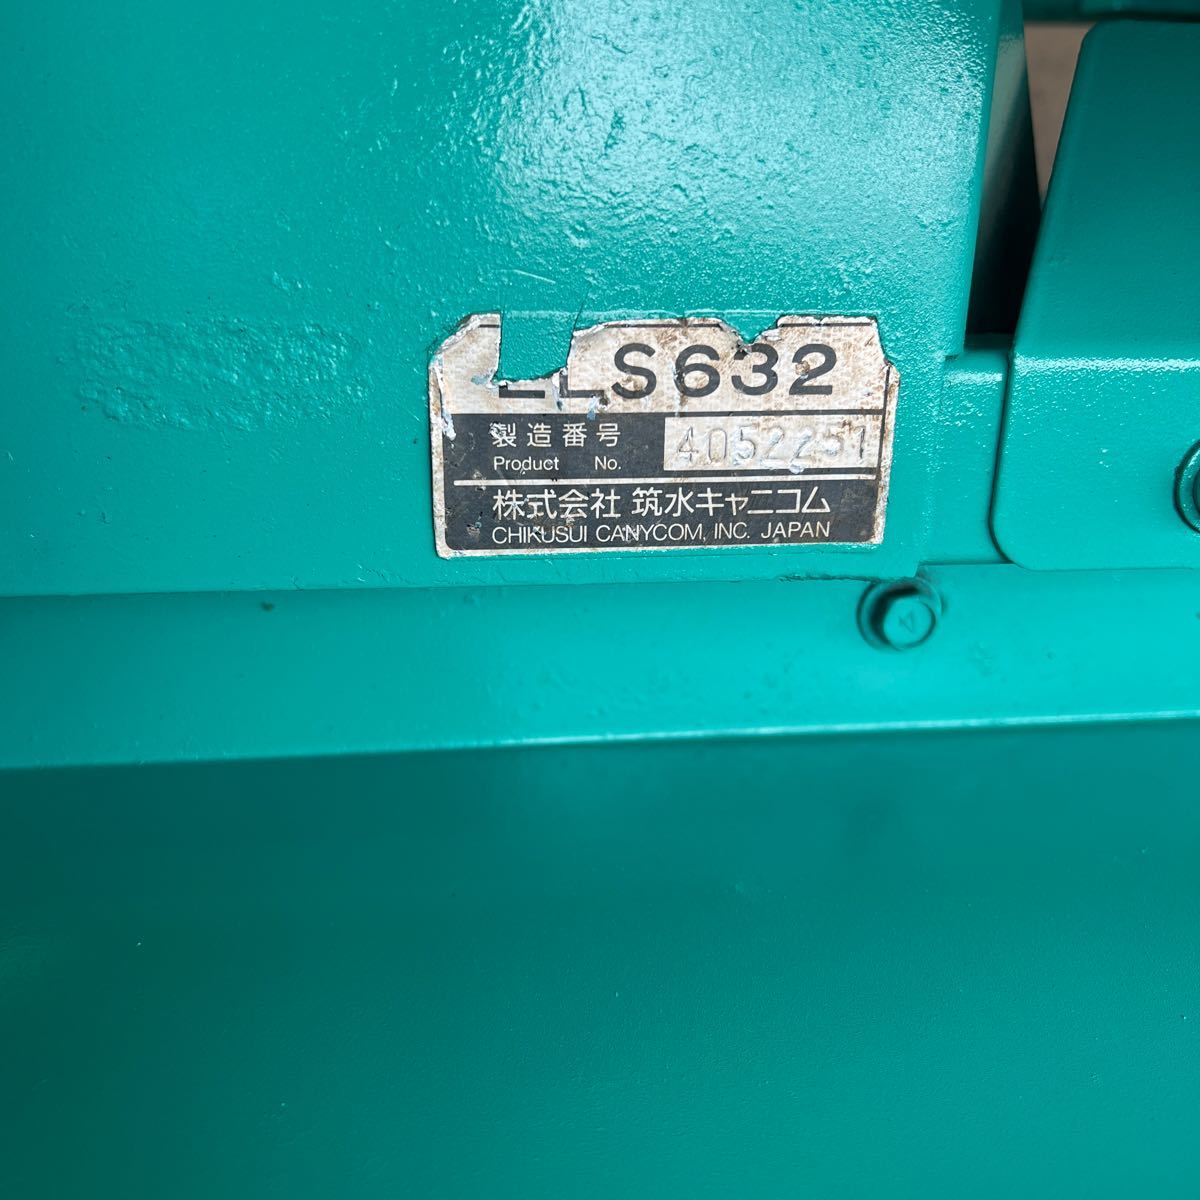 S632
製造番号 4052251
Product No.
株式会社 筑水キャニコム
CHIKUSUI CANYCOM, INC. JAPAN